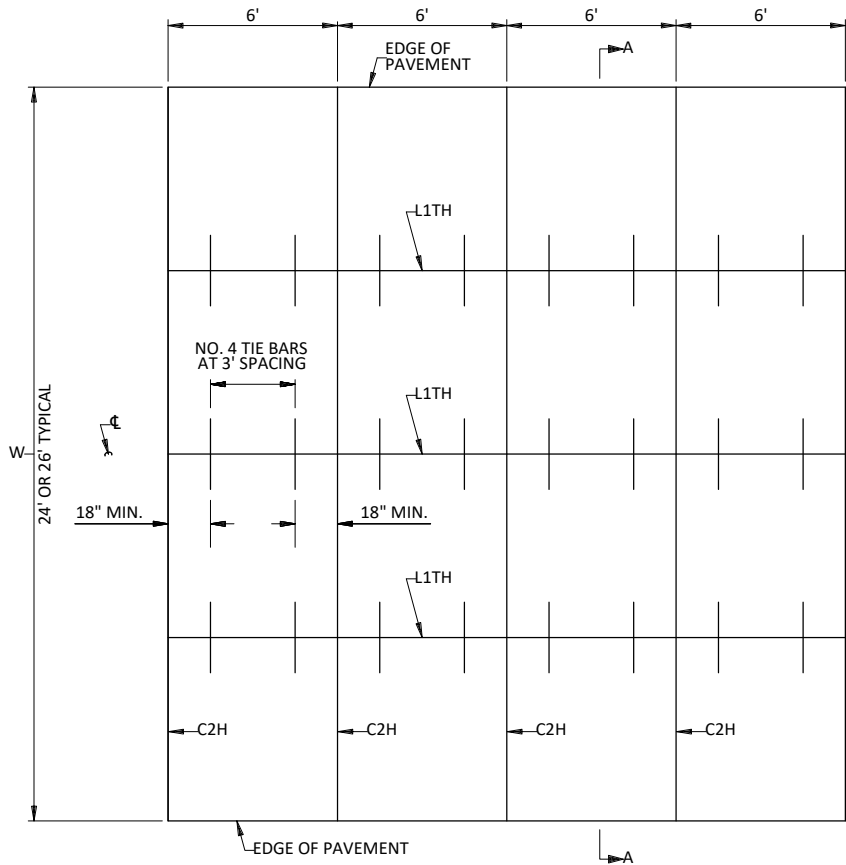 6' 6' 6' 6'
EDGE OF
PAVEMENT
A
L1TH
NO. 4 TIE BARS
AT 3' SPACING
L1TH
℄
W
24' OR 26' TYPICAL
18" MIN. 18" MIN.
L1TH
C2H C2H C2H C2H
EDGE OF PAVEMENT
A